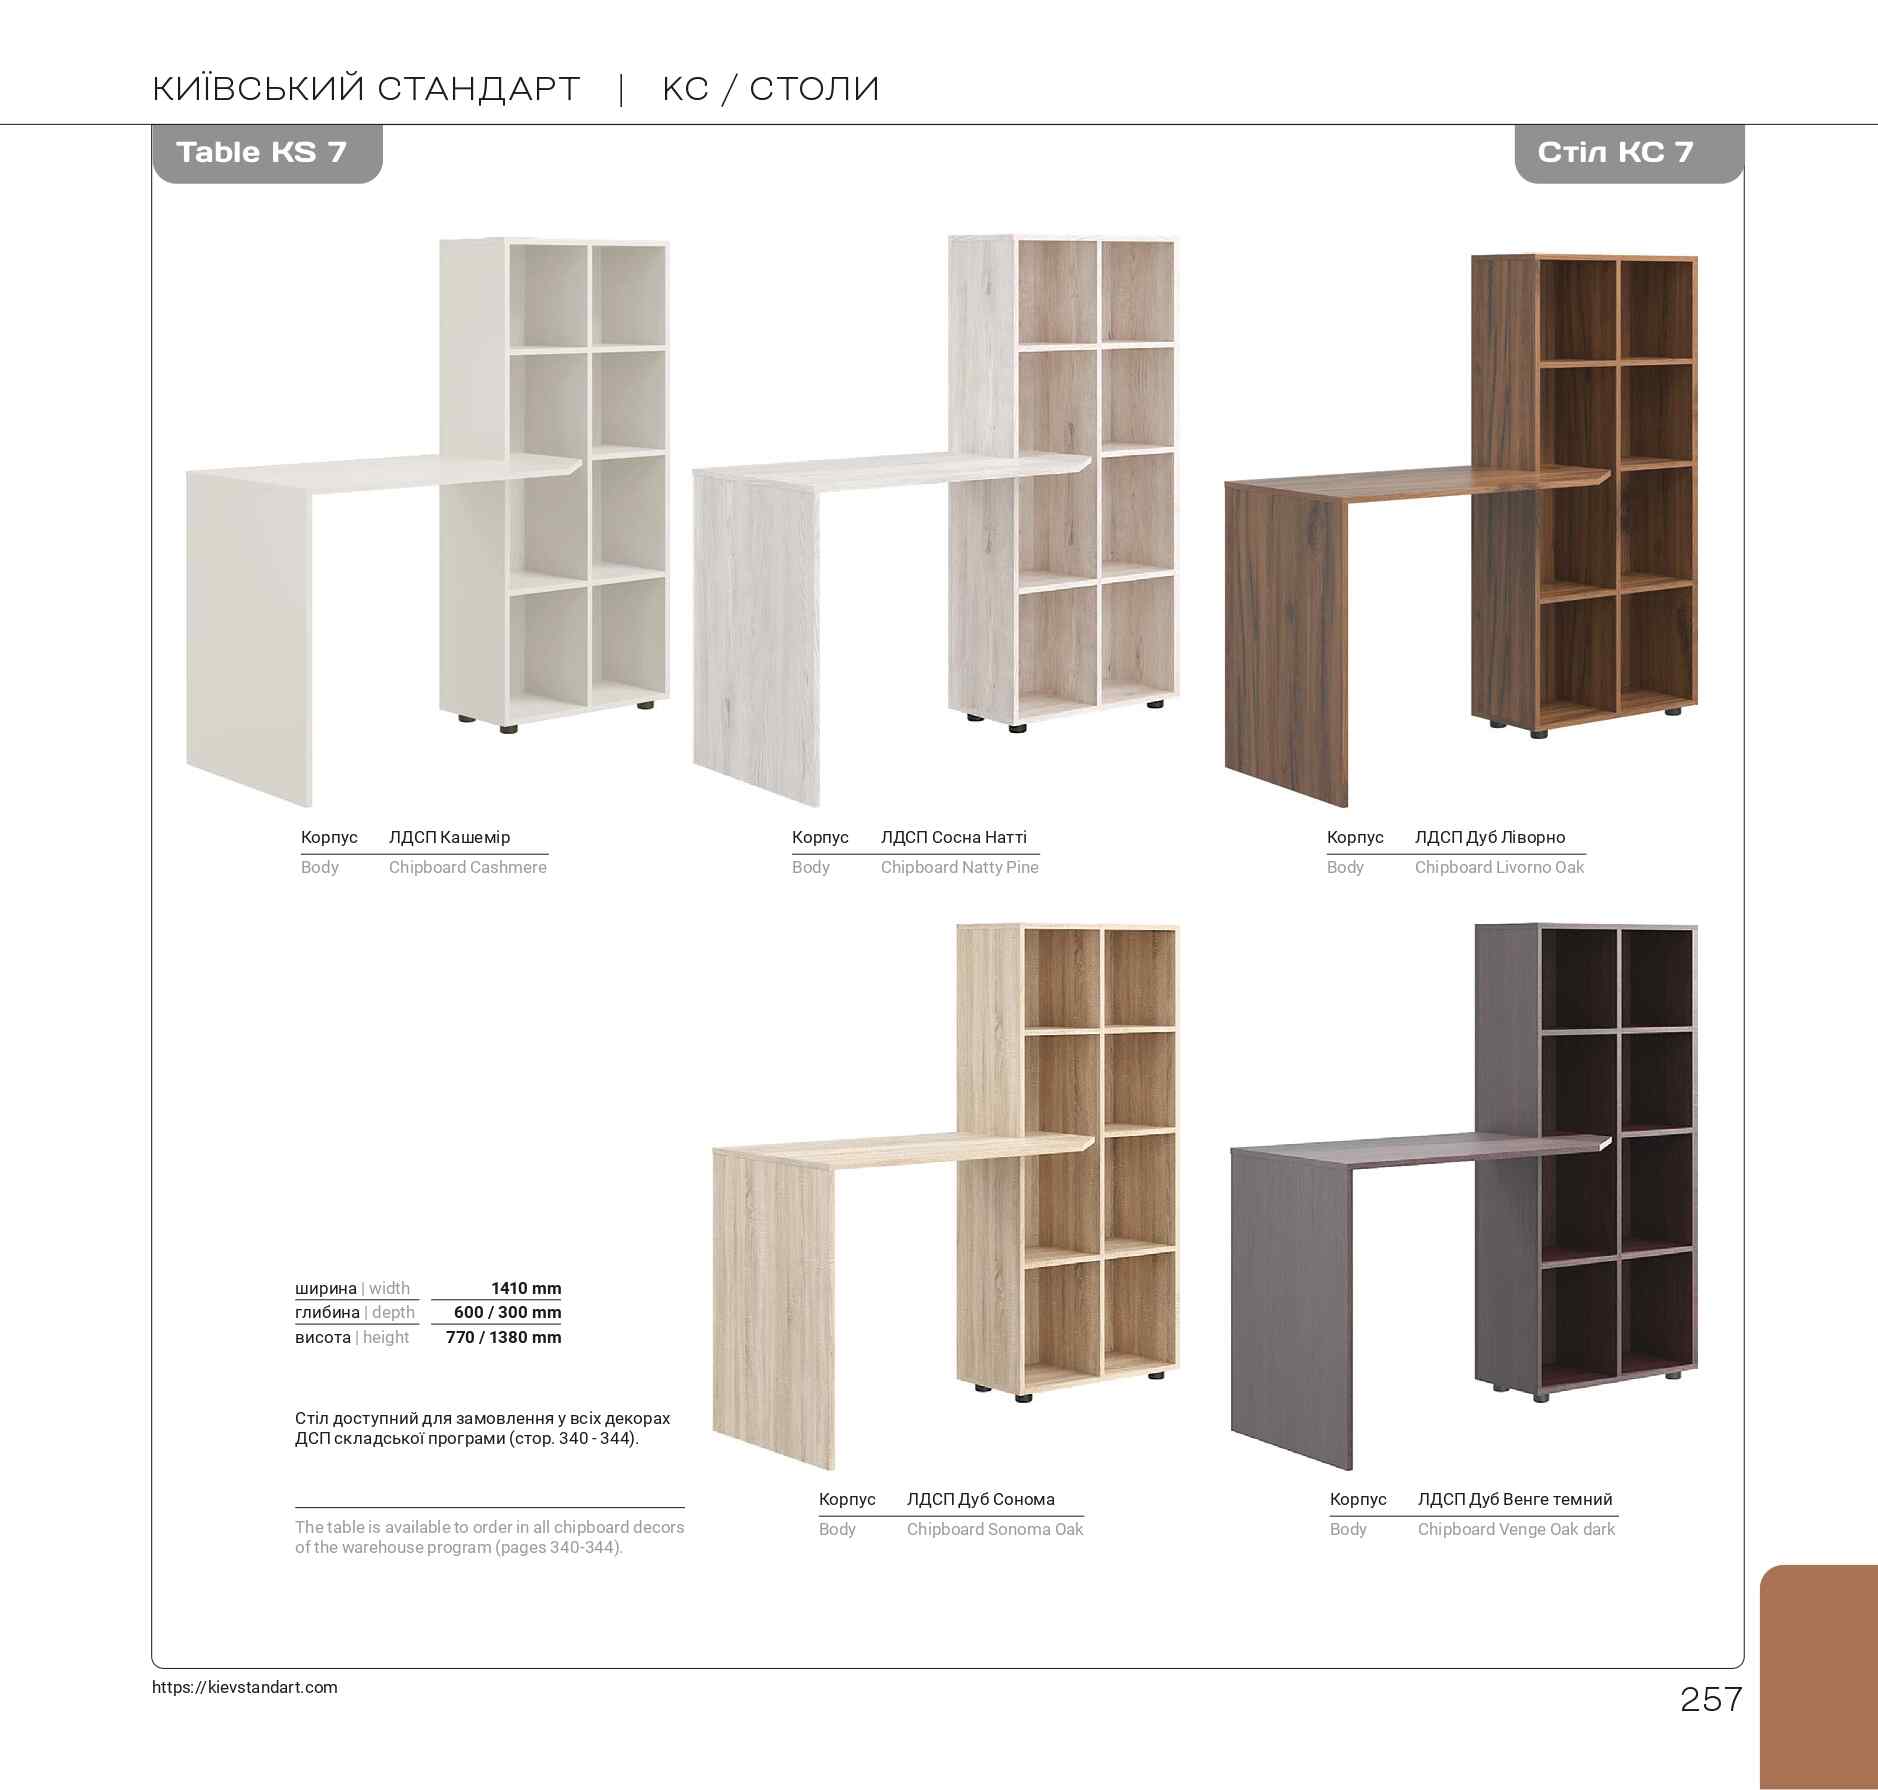 КИЇВСЬКИЙ СТАНДАРТ | КС / СТОЛИ
Table KS 7
Стіл КС 7
Корпус ЛДСП Кашемір
Body Chipboard Cashmere
Корпус ЛДСП Сосна Натті
Body Chipboard Natty Pine
Корпус ЛДСП Дуб Ліворно
Body Chipboard Livorno Oak
ширина | width 1410 mm
глибина | depth 600 / 300 mm
висота | height 770 / 1380 mm
Стіл доступний для замовлення у всіх декорах
ДСП складської програми (стор. 340 - 344).
The table is available to order in all chipboard decors
of the warehouse program (pages 340-344).
Корпус ЛДСП Дуб Сонома
Body Chipboard Sonoma Oak
Корпус ЛДСП Дуб Венге темний
Body Chipboard Venge Oak dark
https://kievstandart.com
257